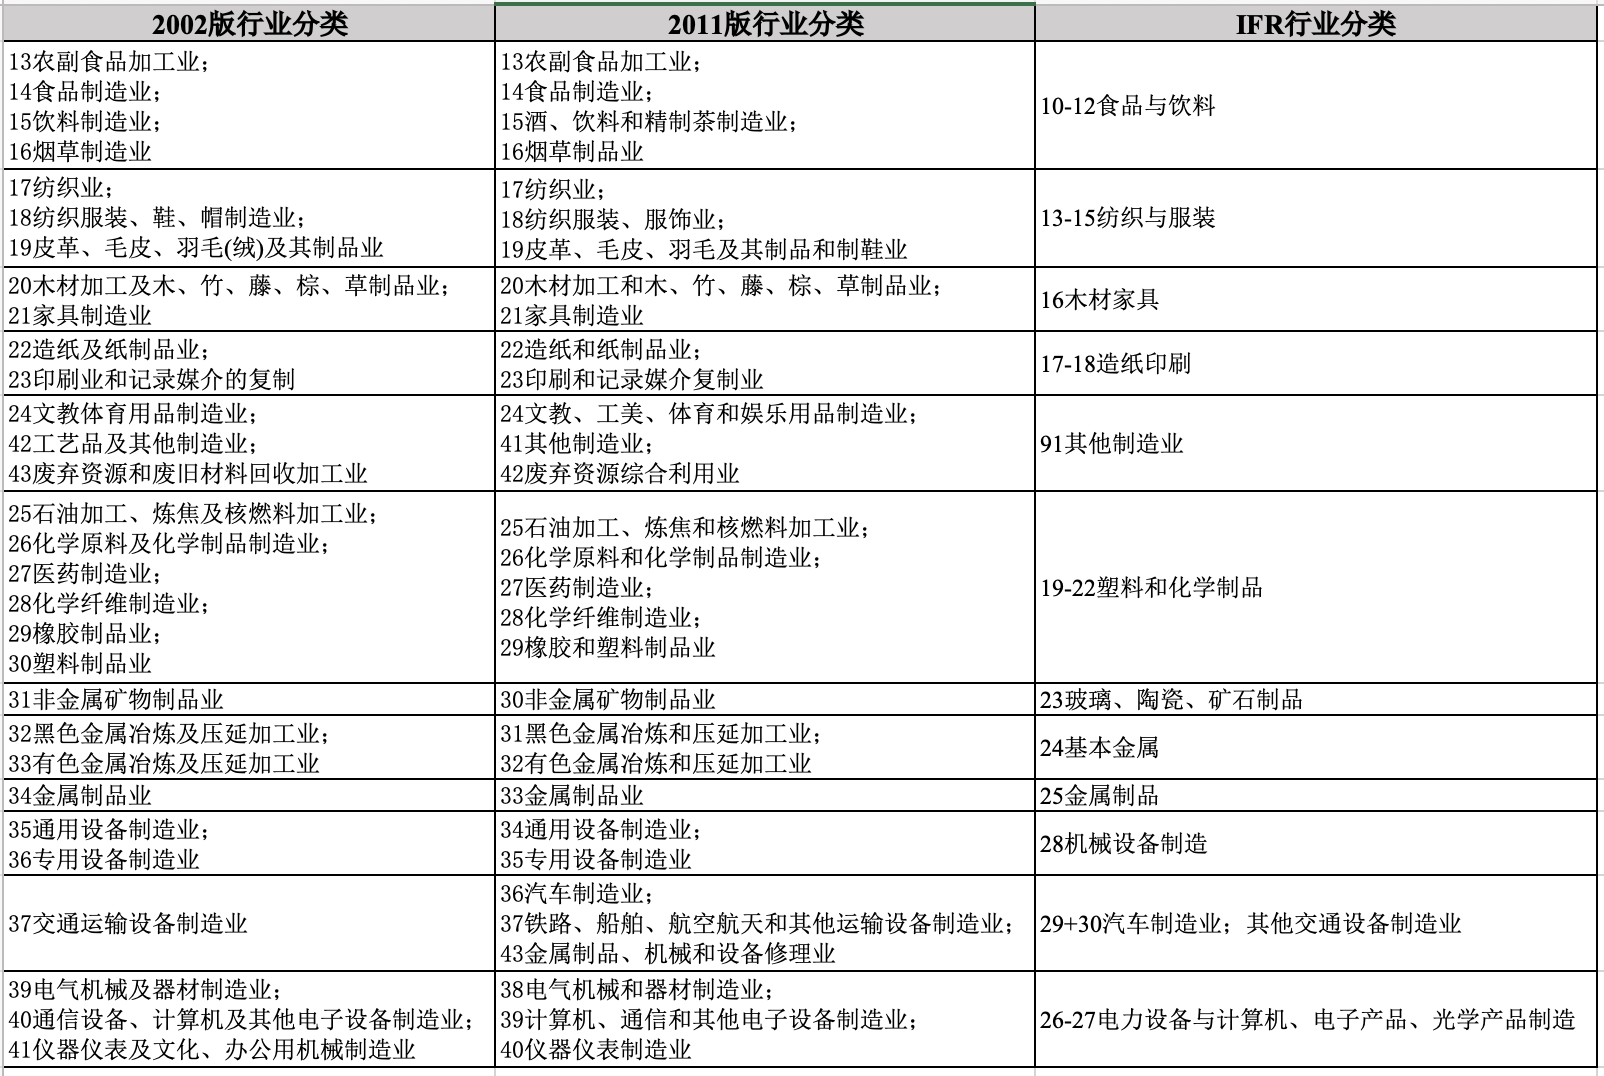 2002版行业分类
2011版行业分类
IFR行业分类
13农副食品加工业；
14食品制造业；
15饮料制造业；
16烟草制造业
13农副食品加工业；
14食品制造业；
15酒、饮料和精制茶制造业；
16烟草制品业
10-12食品与饮料
17纺织业；
18纺织服装、鞋、帽制造业；
19皮革、毛皮、羽毛(绒)及其制品业
17纺织业；
18纺织服装、服饰业；
19皮革、毛皮、羽毛及其制品和制鞋业
13-15纺织与服装
20木材加工及木、竹、藤、棕、草制品业；
21家具制造业
20木材加工和木、竹、藤、棕、草制品业；
21家具制造业
16木材家具
22造纸及纸制品业；
23印刷业和记录媒介的复制
22造纸和纸制品业；
23印刷和记录媒介复制业
17-18造纸印刷
24文教体育用品制造业；
42工艺品及其他制造业；
43废弃资源和废旧材料回收加工业
24文教、工美、体育和娱乐用品制造业；
41其他制造业；
42废弃资源综合利用业
91其他制造业
25石油加工、炼焦及核燃料加工业；
26化学原料及化学制品制造业；
27医药制造业；
28化学纤维制造业；
29橡胶制品业；
30塑料制品业
25石油加工、炼焦和核燃料加工业；
26化学原料和化学制品制造业；
27医药制造业；
28化学纤维制造业；
29橡胶和塑料制品业
19-22塑料和化学制品
31非金属矿物制品业
30非金属矿物制品业
23玻璃、陶瓷、矿石制品
32黑色金属冶炼及压延加工业；
33有色金属冶炼及压延加工业
31黑色金属冶炼和压延加工业；
32有色金属冶炼和压延加工业
24基本金属
34金属制品业
33金属制品业
25金属制品
35通用设备制造业；
36专用设备制造业
34通用设备制造业；
35专用设备制造业
28机械设备制造
37交通运输设备制造业
36汽车制造业；
37铁路、船舶、航空航天和其他运输设备制造业；
43金属制品、机械和设备修理业
29+30汽车制造业；其他交通设备制造业
39电气机械及器材制造业；
40通信设备、计算机及其他电子设备制造业；
41仪器仪表及文化、办公用机械制造业
38电气机械和器材制造业；
39计算机、通信和其他电子设备制造业；
40仪器仪表制造业
26-27电力设备与计算机、电子产品、光学产品制造